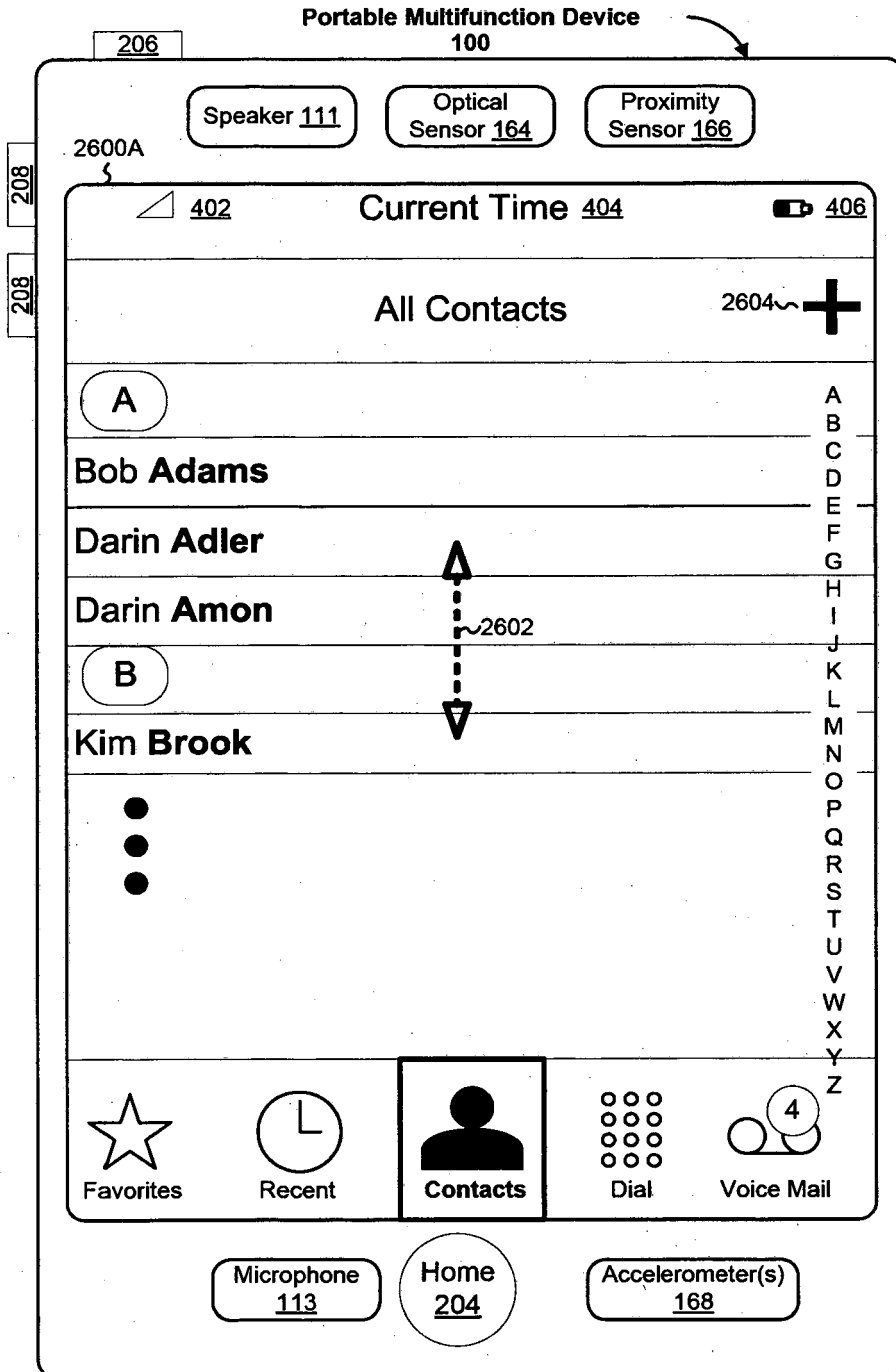 Portable Multifunction Device
100
206
Speaker 111
Optical
Sensor 164
Proximity
Sensor 166
2600A
208
208
402
Current Time 404
406
All Contacts
2604
A
Bob Adams
Darin Adler
Darin Amon
2602
B
Kim Brook
A
B
C
D
E
F
G
H
I
J
K
L
M
N
O
P
Q
R
S
T
U
V
W
X
Y
Z
4
Favorites
Recent
Contacts
Dial
Voice Mail
Microphone
113
Home
204
Accelerometer(s)
168